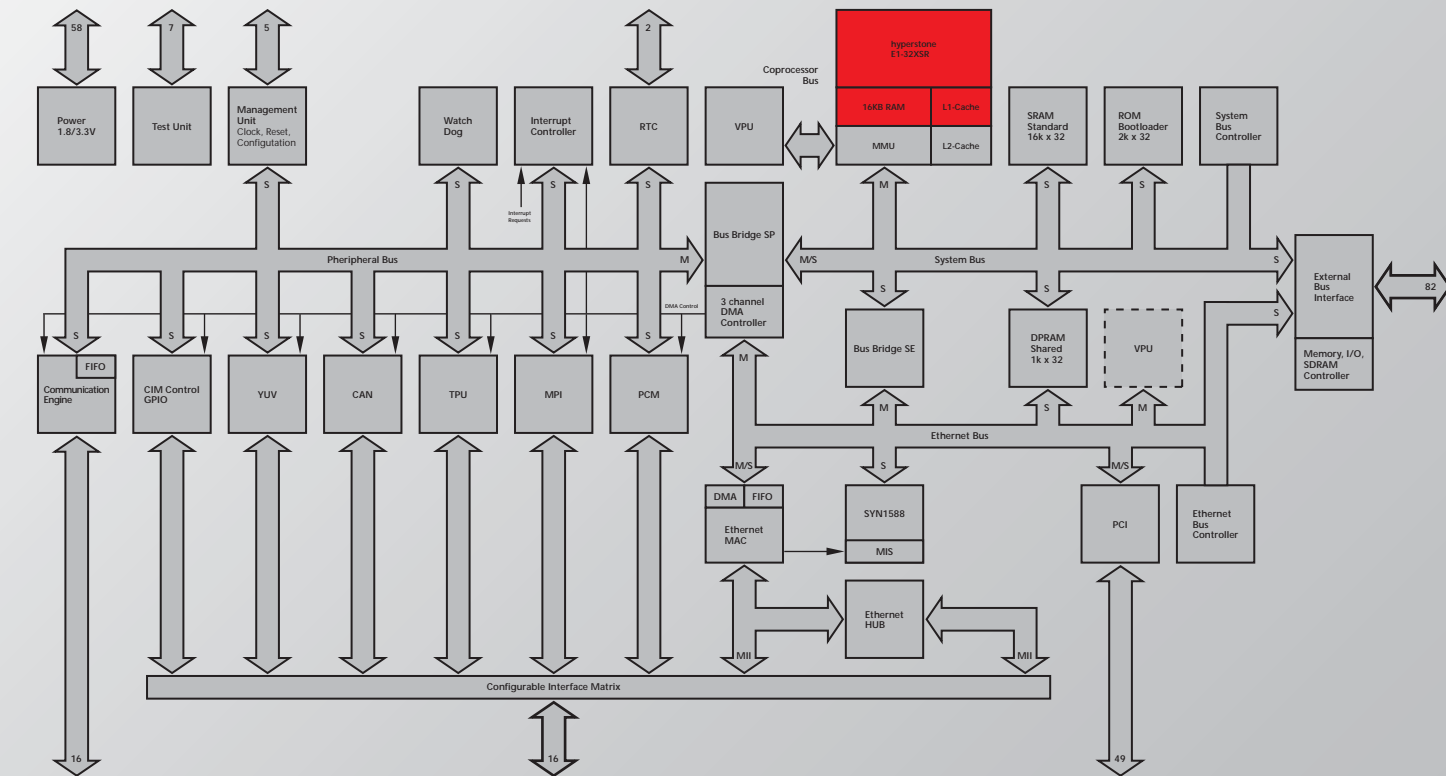 58
7
5
2
hyperstone
E1-32XSR
Coprocessor
Bus
Power
1.8/3.3V
Test Unit
Management
Unit
Clock, Reset,
Configutation
Watch
Dog
Interrupt
Controller
RTC
VPU
16KB RAM
L1-Cache
MMU
L2-Cache
SRAM
Standard
16k x 32
ROM
Bootloader
2k x 32
System
Bus
Controller
S
S
S
S
M
S
S
Interrupt
Requests
Bus Bridge SP
Pheripheral Bus
M
M/S
System Bus
S
External
Bus
Interface
82
S
S
DMA Control
3 channel
DMA
Controller
S
S
S
S
S
S
S
S
M
Bus Bridge SE
DPRAM
Shared
1k x 32
VPU
Memory, I/O,
SDRAM
Controller
FIFO
Communication
Engine
CIM Control
GPIO
YUV
CAN
TPU
MPI
PCM
M
S
M
Ethernet Bus
M/S
S
M/S
DMA
FIFO
Ethernet
MAC
SYN1588
MIS
PCI
Ethernet
Bus
Controller
Ethernet
HUB
MII
MII
Configurable Interface Matrix
16
16
49